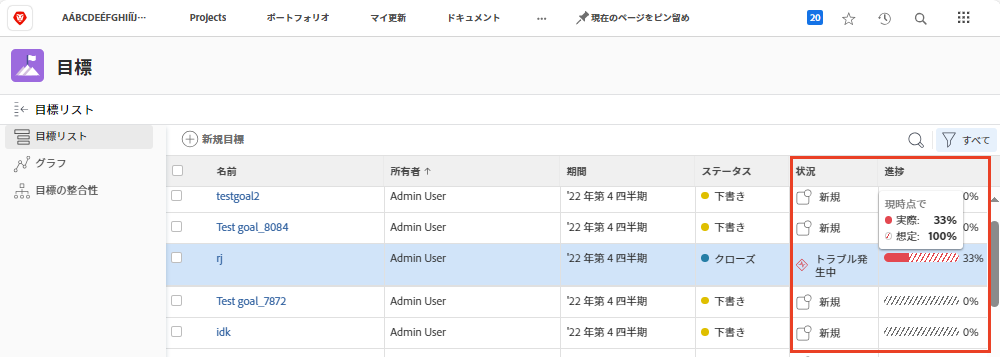 AÁBCDEÉFGHIÍÏJ⋯ Projects ポートフォリオ マイ更新 ドキュメント ⋯ 現在のページをピン留め 20
目標
目標リスト
目標リスト
グラフ
目標の整合性
新規目標 すべて
名前 所有者 ↑ 期間 ステータス 状況 進捗
testgoal2 Admin User '22 年第 4 四半期 下書き 新規 0%
現時点で
実際: 33%
想定: 100%
Test goal_8084 Admin User '22 年第 4 四半期 下書き 新規 0%
rj Admin User '22 年第 4 四半期 クローズ トラブル発 33%
生中
Test goal_7872 Admin User '22 年第 4 四半期 下書き 新規 0%
idk Admin User '22 年第 4 四半期 下書き 新規 0%